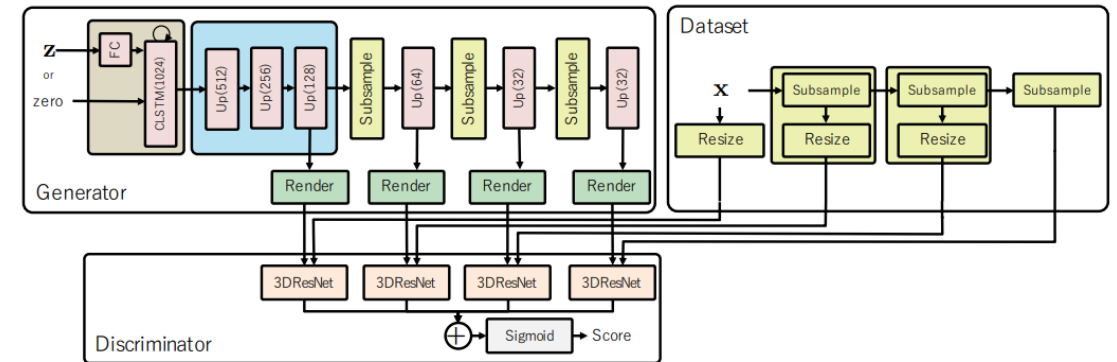 z
or
zero
FC
CLSTM(1024)
Up(512)
Up(256)
Up(128)
Subsample
Up(64)
Subsample
Up(32)
Subsample
Up(32)
Render
Render
Render
Render
Generator
Dataset
x
Subsample
Subsample
Subsample
Resize
Resize
Resize
3DResNet
3DResNet
3DResNet
3DResNet
Sigmoid
Score
Discriminator